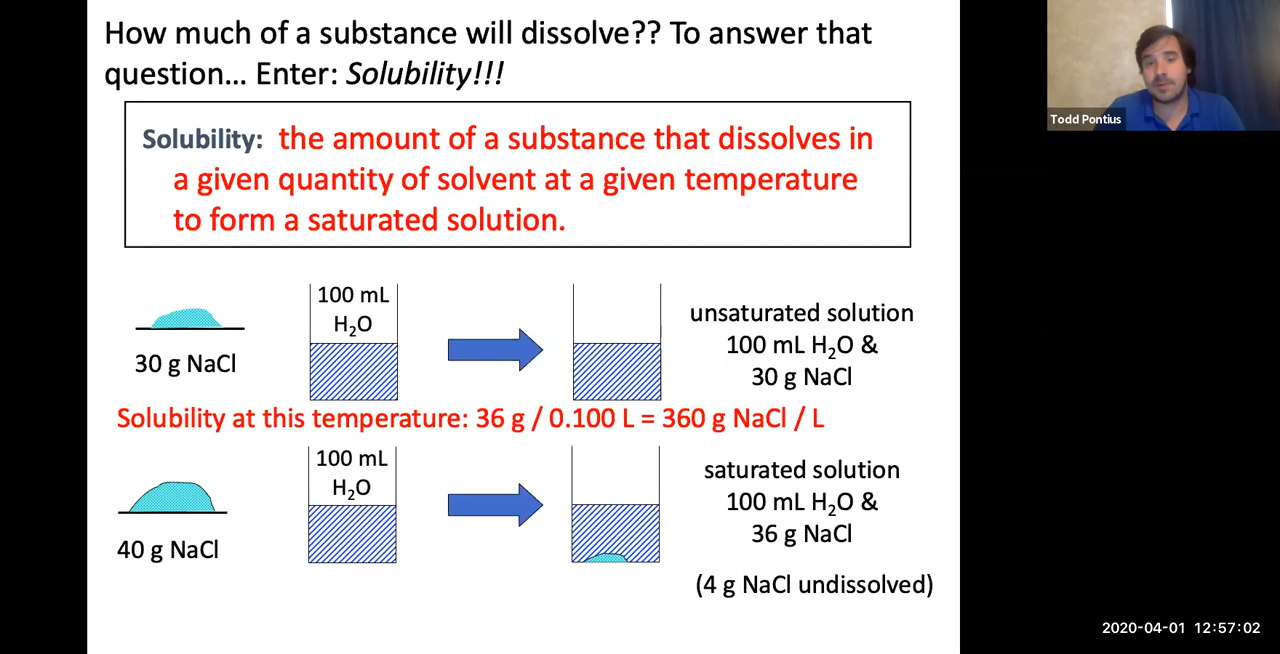 How much of a substance will dissolve?? To answer that
question... Enter: Solubility!!!
Todd Pontius
Solubility: the amount of a substance that dissolves in
a given quantity of solvent at a given temperature
to form a saturated solution.
100 mL
H₂O
30 g NaCl
unsaturated solution
100 mL H₂O &
30 g NaCl
Solubility at this temperature: 36 g / 0.100 L = 360 g NaCl / L
100 mL
H₂O
40 g NaCl
saturated solution
100 mL H₂O &
36 g NaCl
(4 g NaCl undissolved)
2020-04-01 12:57:02